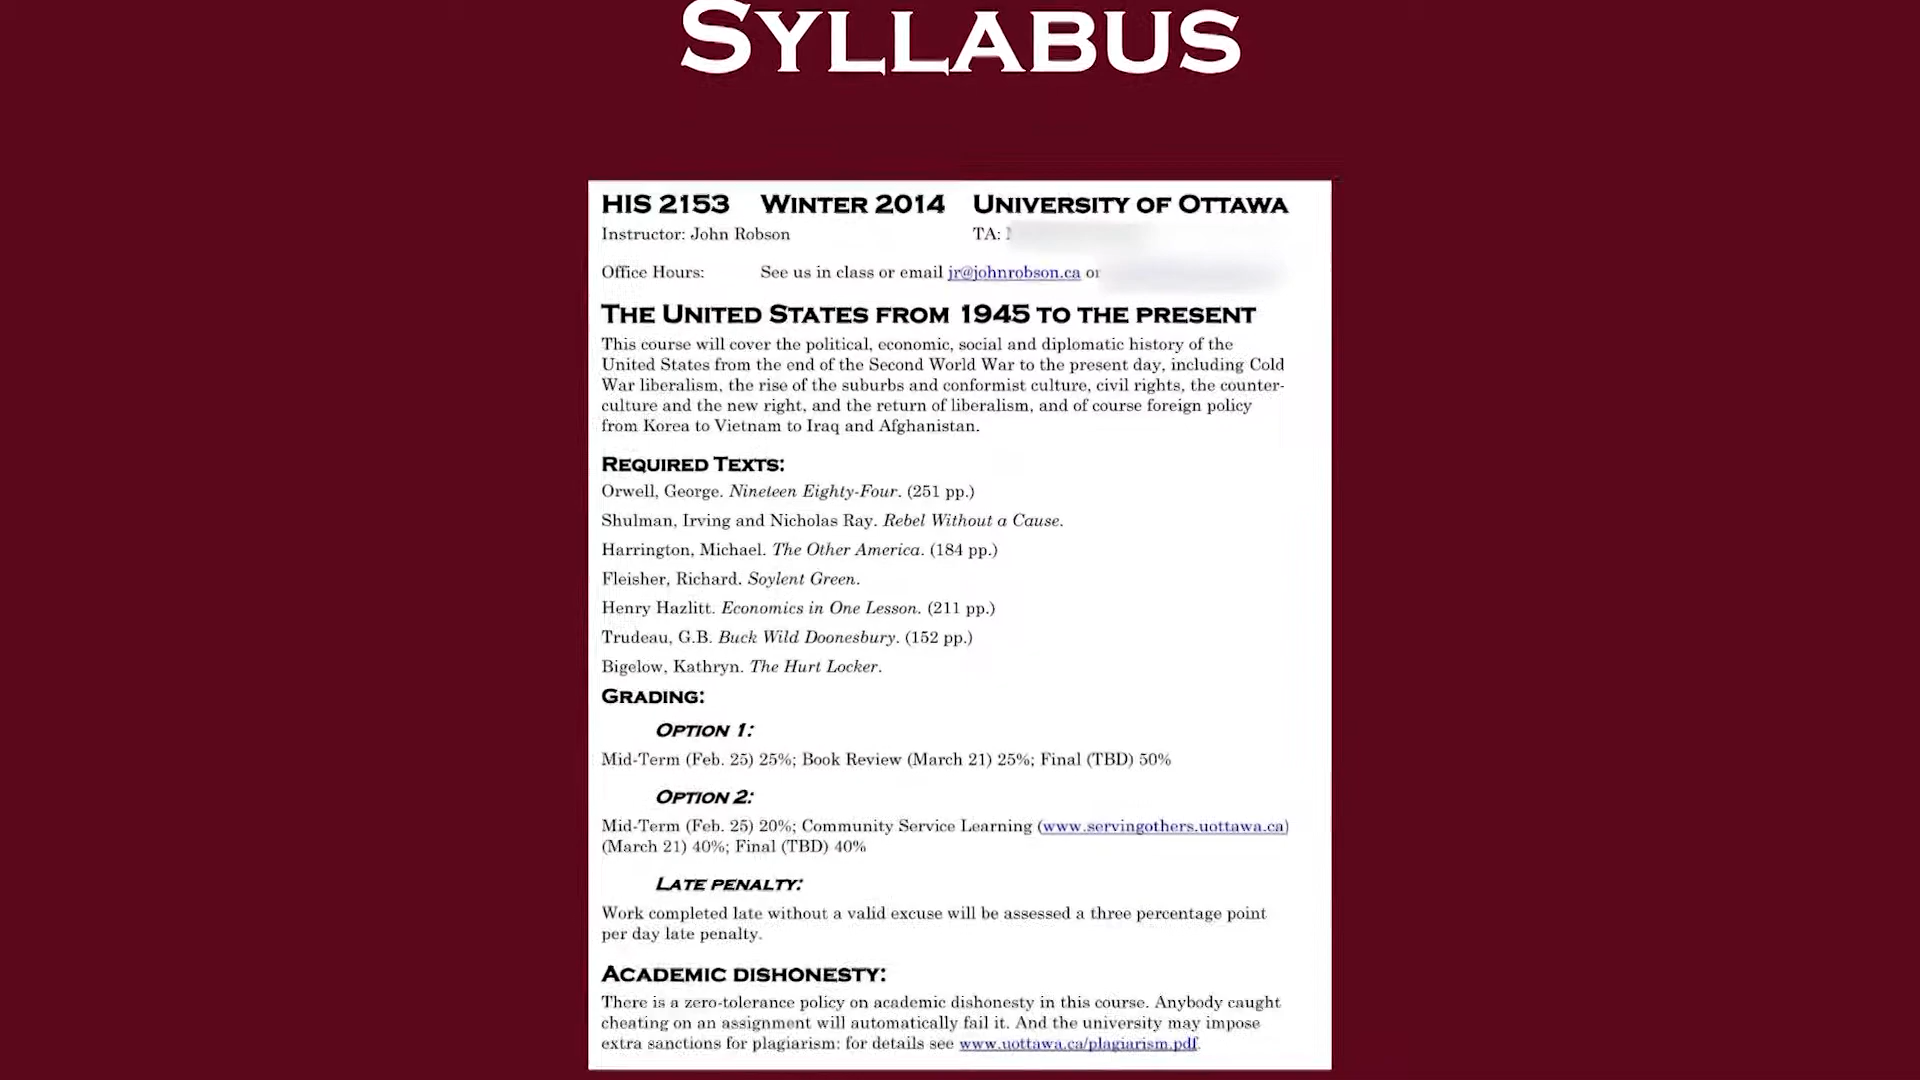 SYLLABUS
HIS 2153 WINTER 2014 UNIVERSITY OF OTTAWA
Instructor: John Robson TA:
Office Hours: See us in class or email jr@johnrobson.ca or
THE UNITED STATES FROM 1945 TO THE PRESENT
This course will cover the political, economic, social and diplomatic history of the
United States from the end of the Second World War to the present day, including Cold
War liberalism, the rise of the suburbs and conformist culture, civil rights, the counter-
culture and the new right, and the return of liberalism, and of course foreign policy
from Korea to Vietnam to Iraq and Afghanistan.
REQUIRED TEXTS:
Orwell, George. Nineteen Eighty-Four. (251 pp.)
Shulman, Irving and Nicholas Ray. Rebel Without a Cause.
Harrington, Michael. The Other America. (184 pp.)
Fleisher, Richard. Soylent Green.
Henry Hazlitt. Economics in One Lesson. (211 pp.)
Trudeau, G.B. Buck Wild Doonesbury. (152 pp.)
Bigelow, Kathryn. The Hurt Locker.
GRADING:
OPTION 1:
Mid-Term (Feb. 25) 25%; Book Review (March 21) 25%; Final (TBD) 50%
OPTION 2:
Mid-Term (Feb. 25) 20%; Community Service Learning (www.servingothers.uottawa.ca)
(March 21) 40%; Final (TBD) 40%
LATE PENALTY:
Work completed late without a valid excuse will be assessed a three percentage point
per day late penalty.
ACADEMIC DISHONESTY:
There is a zero-tolerance policy on academic dishonesty in this course. Anybody caught
cheating on an assignment will automatically fail it. And the university may impose
extra sanctions for plagiarism: for details see www.uottawa.ca/plagiarism.pdf.